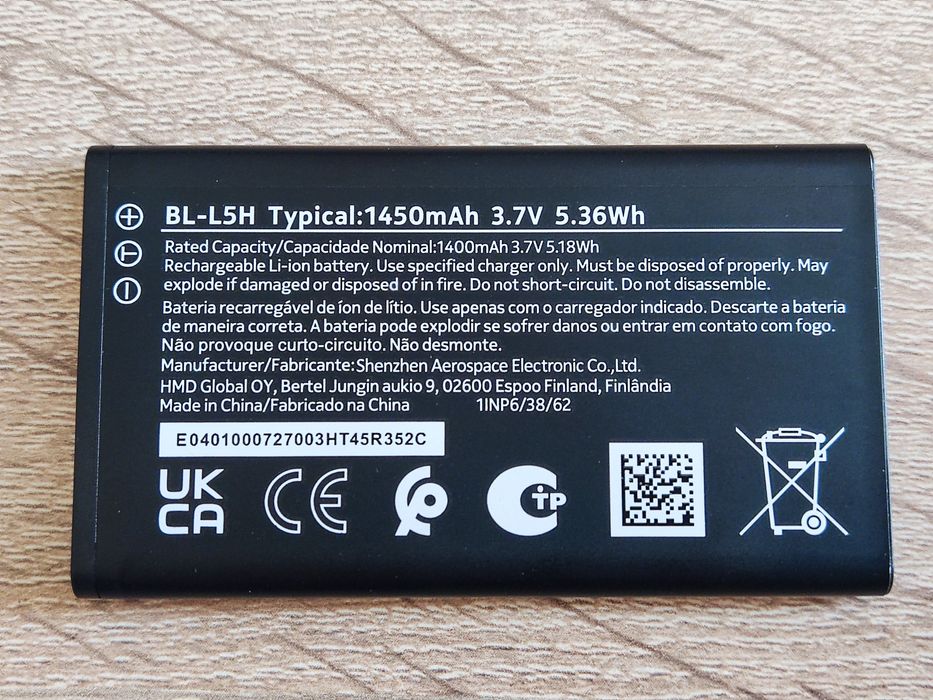 BL-L5H Typical:1450mAh 3.7V 5.36Wh
Rated Capacity/Capacidade Nominal:1400mAh 3.7V 5.18Wh
Rechargeable Li-ion battery. Use specified charger only. Must be disposed of properly. May
explode if damaged or disposed of in fire. Do not short-circuit. Do not disassemble.
Bateria recarregável de íon de lítio. Use apenas com o carregador indicado. Descarte a bateria
de maneira correta. A bateria pode explodir se sofrer danos ou entrar em contato com fogo.
Não provoque curto-circuito. Não desmonte.
Manufacturer/Fabricante:Shenzhen Aerospace Electronic Co.,Ltd.
HMD Global OY, Bertel Jungin aukio 9, 02600 Espoo Finland, Finlândia
Made in China/Fabricado na China 1INP6/38/62
E0401000727003HT45R352C
UK
CA
CE
TP